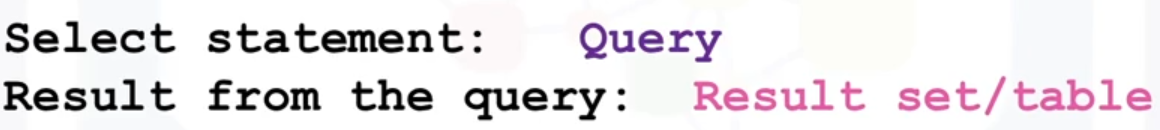 Select statement: Query
Result from the query: Result set/table